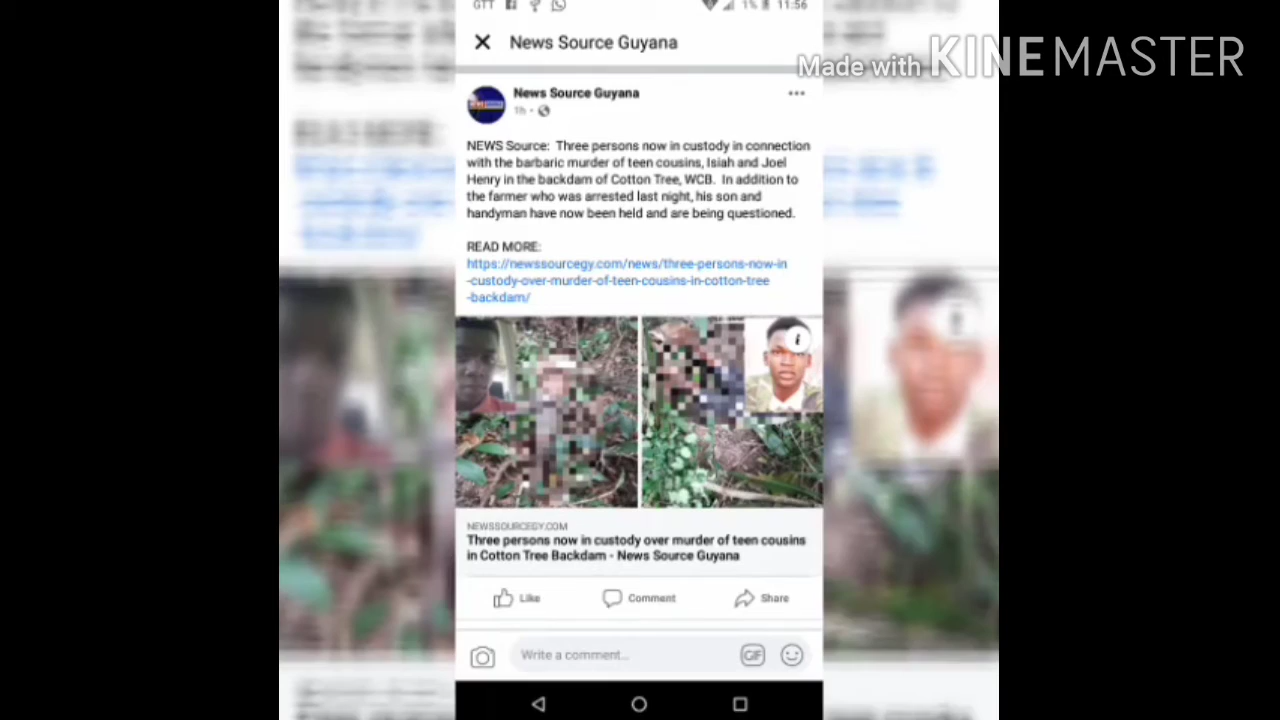 GTT
1%
11:56
News Source Guyana
Made with KINEMASTER
News Source Guyana
1h
NEWS Source: Three persons now in custody in connection
with the barbaric murder of teen cousins, Isiah and Joel
Henry in the backdam of Cotton Tree, WCB. In addition to
the farmer who was arrested last night, his son and
handyman have now been held and are being questioned.
READ MORE:
https://newssourcegy.com/news/three-persons-now-in
-custody-over-murder-of-teen-cousins-in-cotton-tree
-backdam/
NEWSSOURCEGY.COM
Three persons now in custody over murder of teen cousins
in Cotton Tree Backdam - News Source Guyana
Like
Comment
Share
Write a comment...
GIF